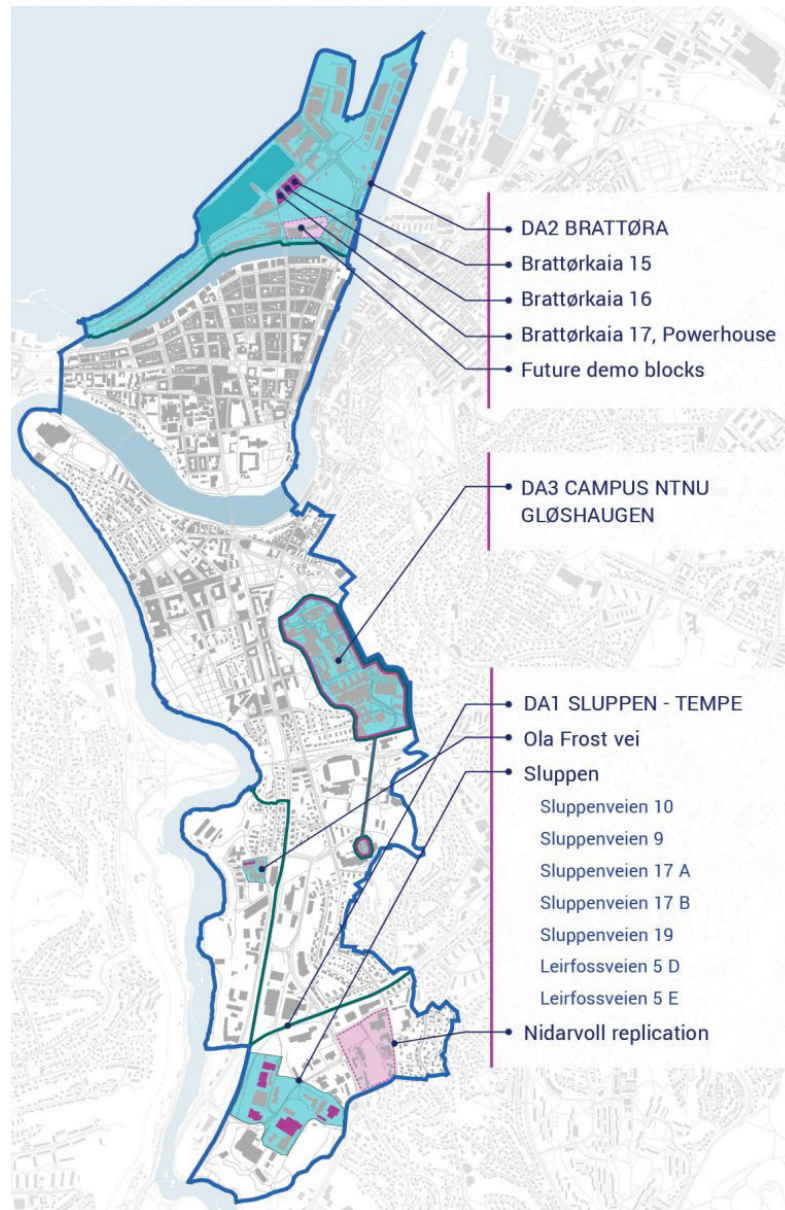 DA2 BRATTØRA
Brattørkaia 15
Brattørkaia 16
Brattørkaia 17, Powerhouse
Future demo blocks
DA3 CAMPUS NTNU
GLØSHAUGEN
DA1 SLUPPEN - TEMPE
Ola Frost vei
Sluppen
Sluppenveien 10
Sluppenveien 9
Sluppenveien 17 A
Sluppenveien 17 B
Sluppenveien 19
Leirfossveien 5 D
Leirfossveien 5 E
Nidarvoll replication